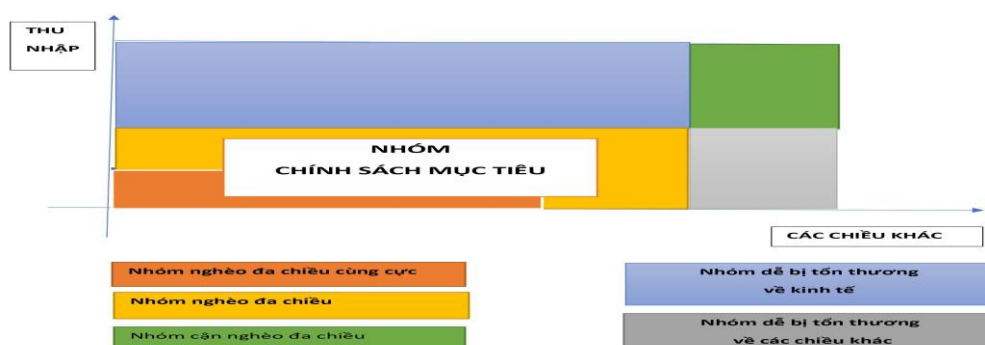 THU
NHẬP
NHÓM
CHÍNH SÁCH MỤC TIÊU
CÁC CHIỀU KHÁC
Nhóm nghèo đa chiều cùng cực
Nhóm nghèo đa chiều
Nhóm cận nghèo đa chiều
Nhóm dễ bị tổn thương
về kinh tế
Nhóm dễ bị tổn thương
về các chiều khác